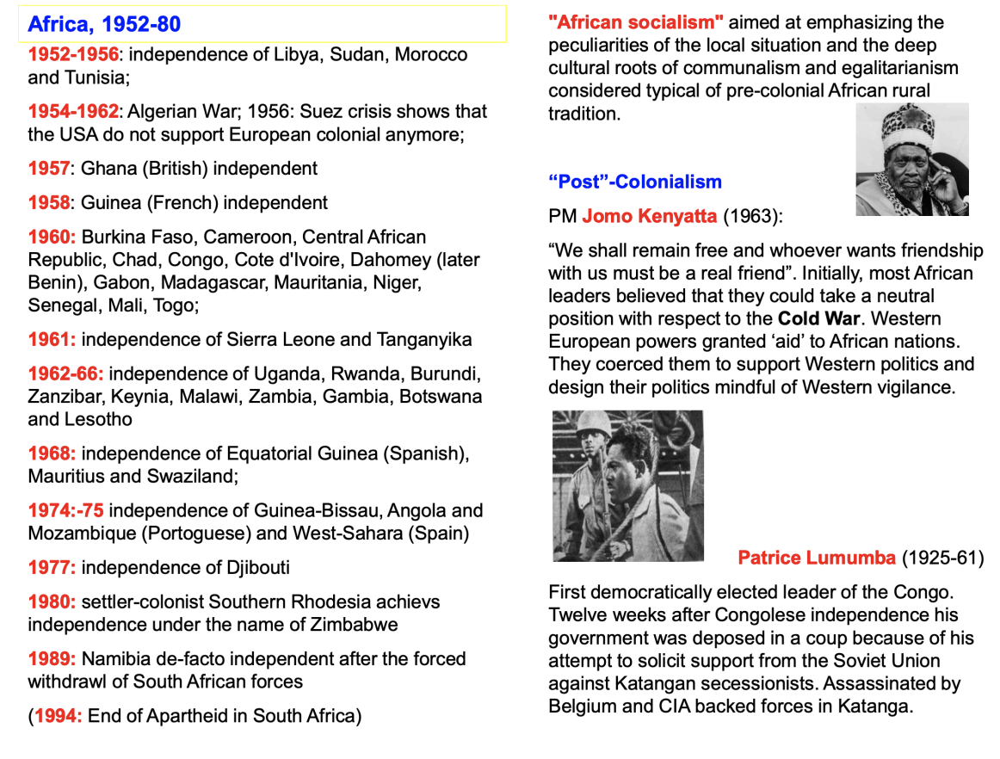 Africa, 1952-80
1952-1956: independence of Libya, Sudan, Morocco
and Tunisia;
1954-1962: Algerian War; 1956: Suez crisis shows that
the USA do not support European colonial anymore;
1957: Ghana (British) independent
1958: Guinea (French) independent
1960: Burkina Faso, Cameroon, Central African
Republic, Chad, Congo, Cote d'Ivoire, Dahomey (later
Benin), Gabon, Madagascar, Mauritania, Niger,
Senegal, Mali, Togo;
1961: independence of Sierra Leone and Tanganyika
1962-66: independence of Uganda, Rwanda, Burundi,
Zanzibar, Keynia, Malawi, Zambia, Gambia, Botswana
and Lesotho
1968: independence of Equatorial Guinea (Spanish),
Mauritius and Swaziland;
1974:-75 independence of Guinea-Bissau, Angola and
Mozambique (Portoguese) and West-Sahara (Spain)
1977: independence of Djibouti
1980: settler-colonist Southern Rhodesia achievs
independence under the name of Zimbabwe
1989: Namibia de-facto independent after the forced
withdrawl of South African forces
(1994: End of Apartheid in South Africa)
"African socialism" aimed at emphasizing the
peculiarities of the local situation and the deep
cultural roots of communalism and egalitarianism
considered typical of pre-colonial African rural
tradition.
“Post”-Colonialism
PM Jomo Kenyatta (1963):
“We shall remain free and whoever wants friendship
with us must be a real friend”. Initially, most African
leaders believed that they could take a neutral
position with respect to the Cold War. Western
European powers granted ‘aid’ to African nations.
They coerced them to support Western politics and
design their politics mindful of Western vigilance.
Patrice Lumumba (1925-61)
First democratically elected leader of the Congo.
Twelve weeks after Congolese independence his
government was deposed in a coup because of his
attempt to solicit support from the Soviet Union
against Katangan secessionists. Assassinated by
Belgium and CIA backed forces in Katanga.